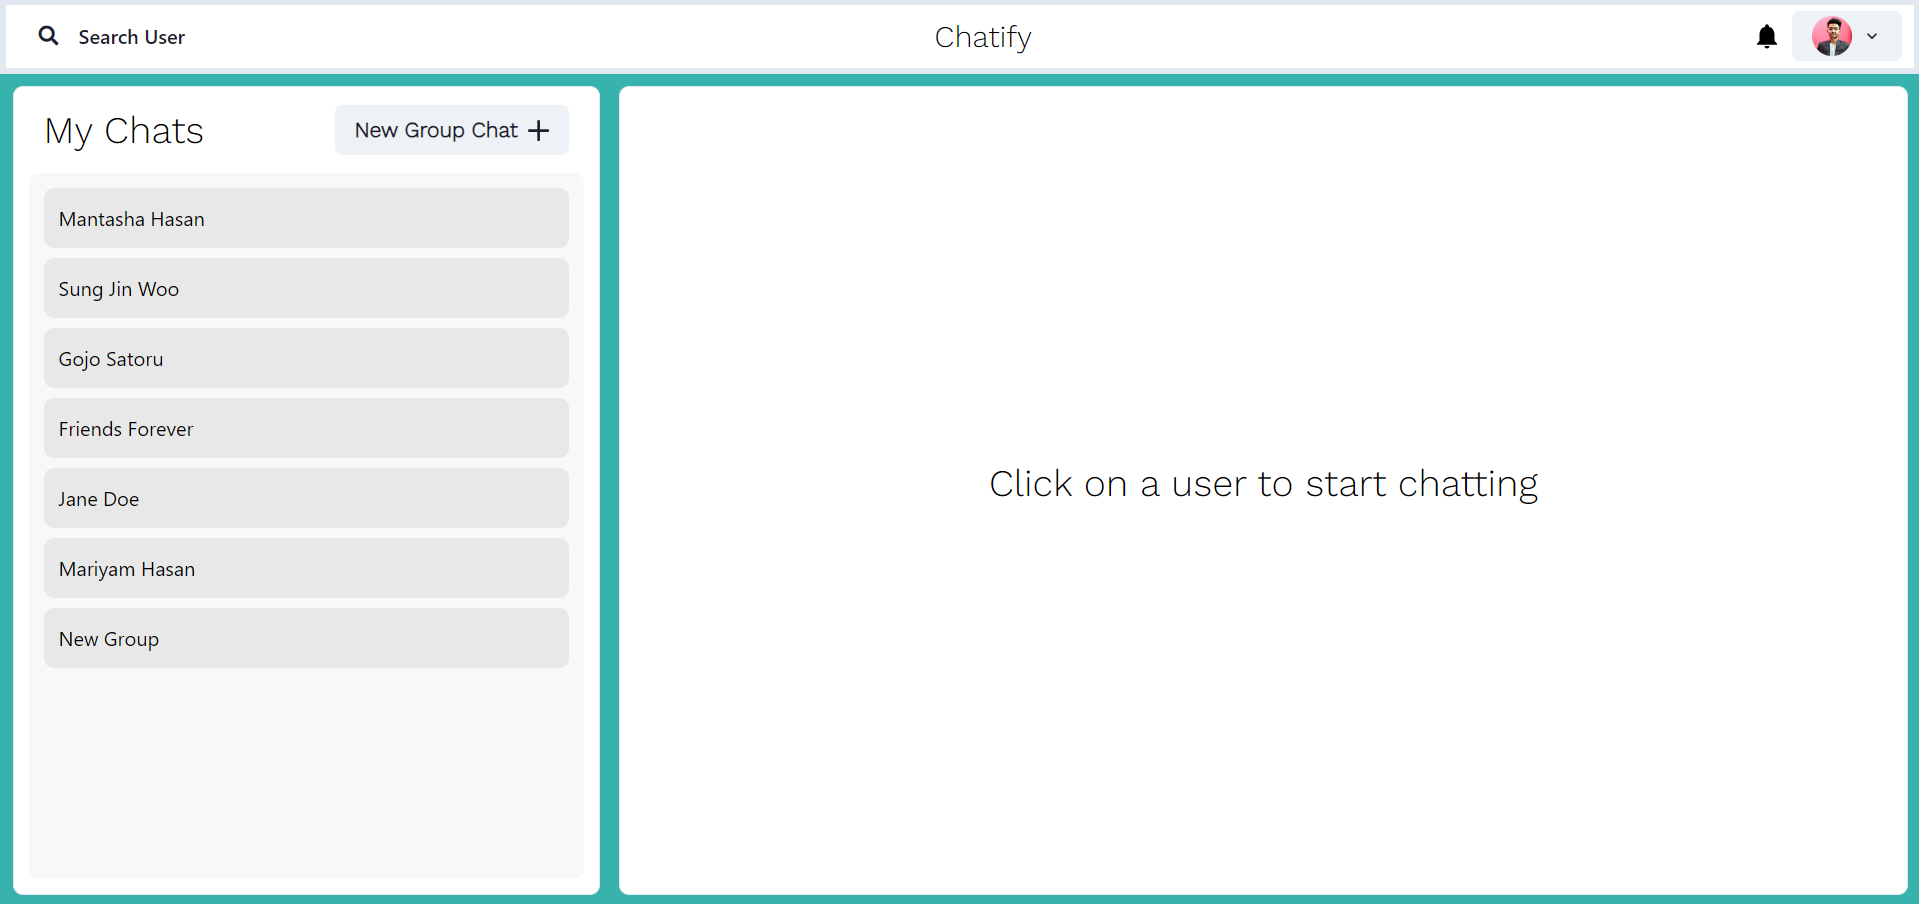 Search User
Chatify
My Chats
New Group Chat
Mantasha Hasan
Sung Jin Woo
Gojo Satoru
Friends Forever
Jane Doe
Mariyam Hasan
New Group
Click on a user to start chatting